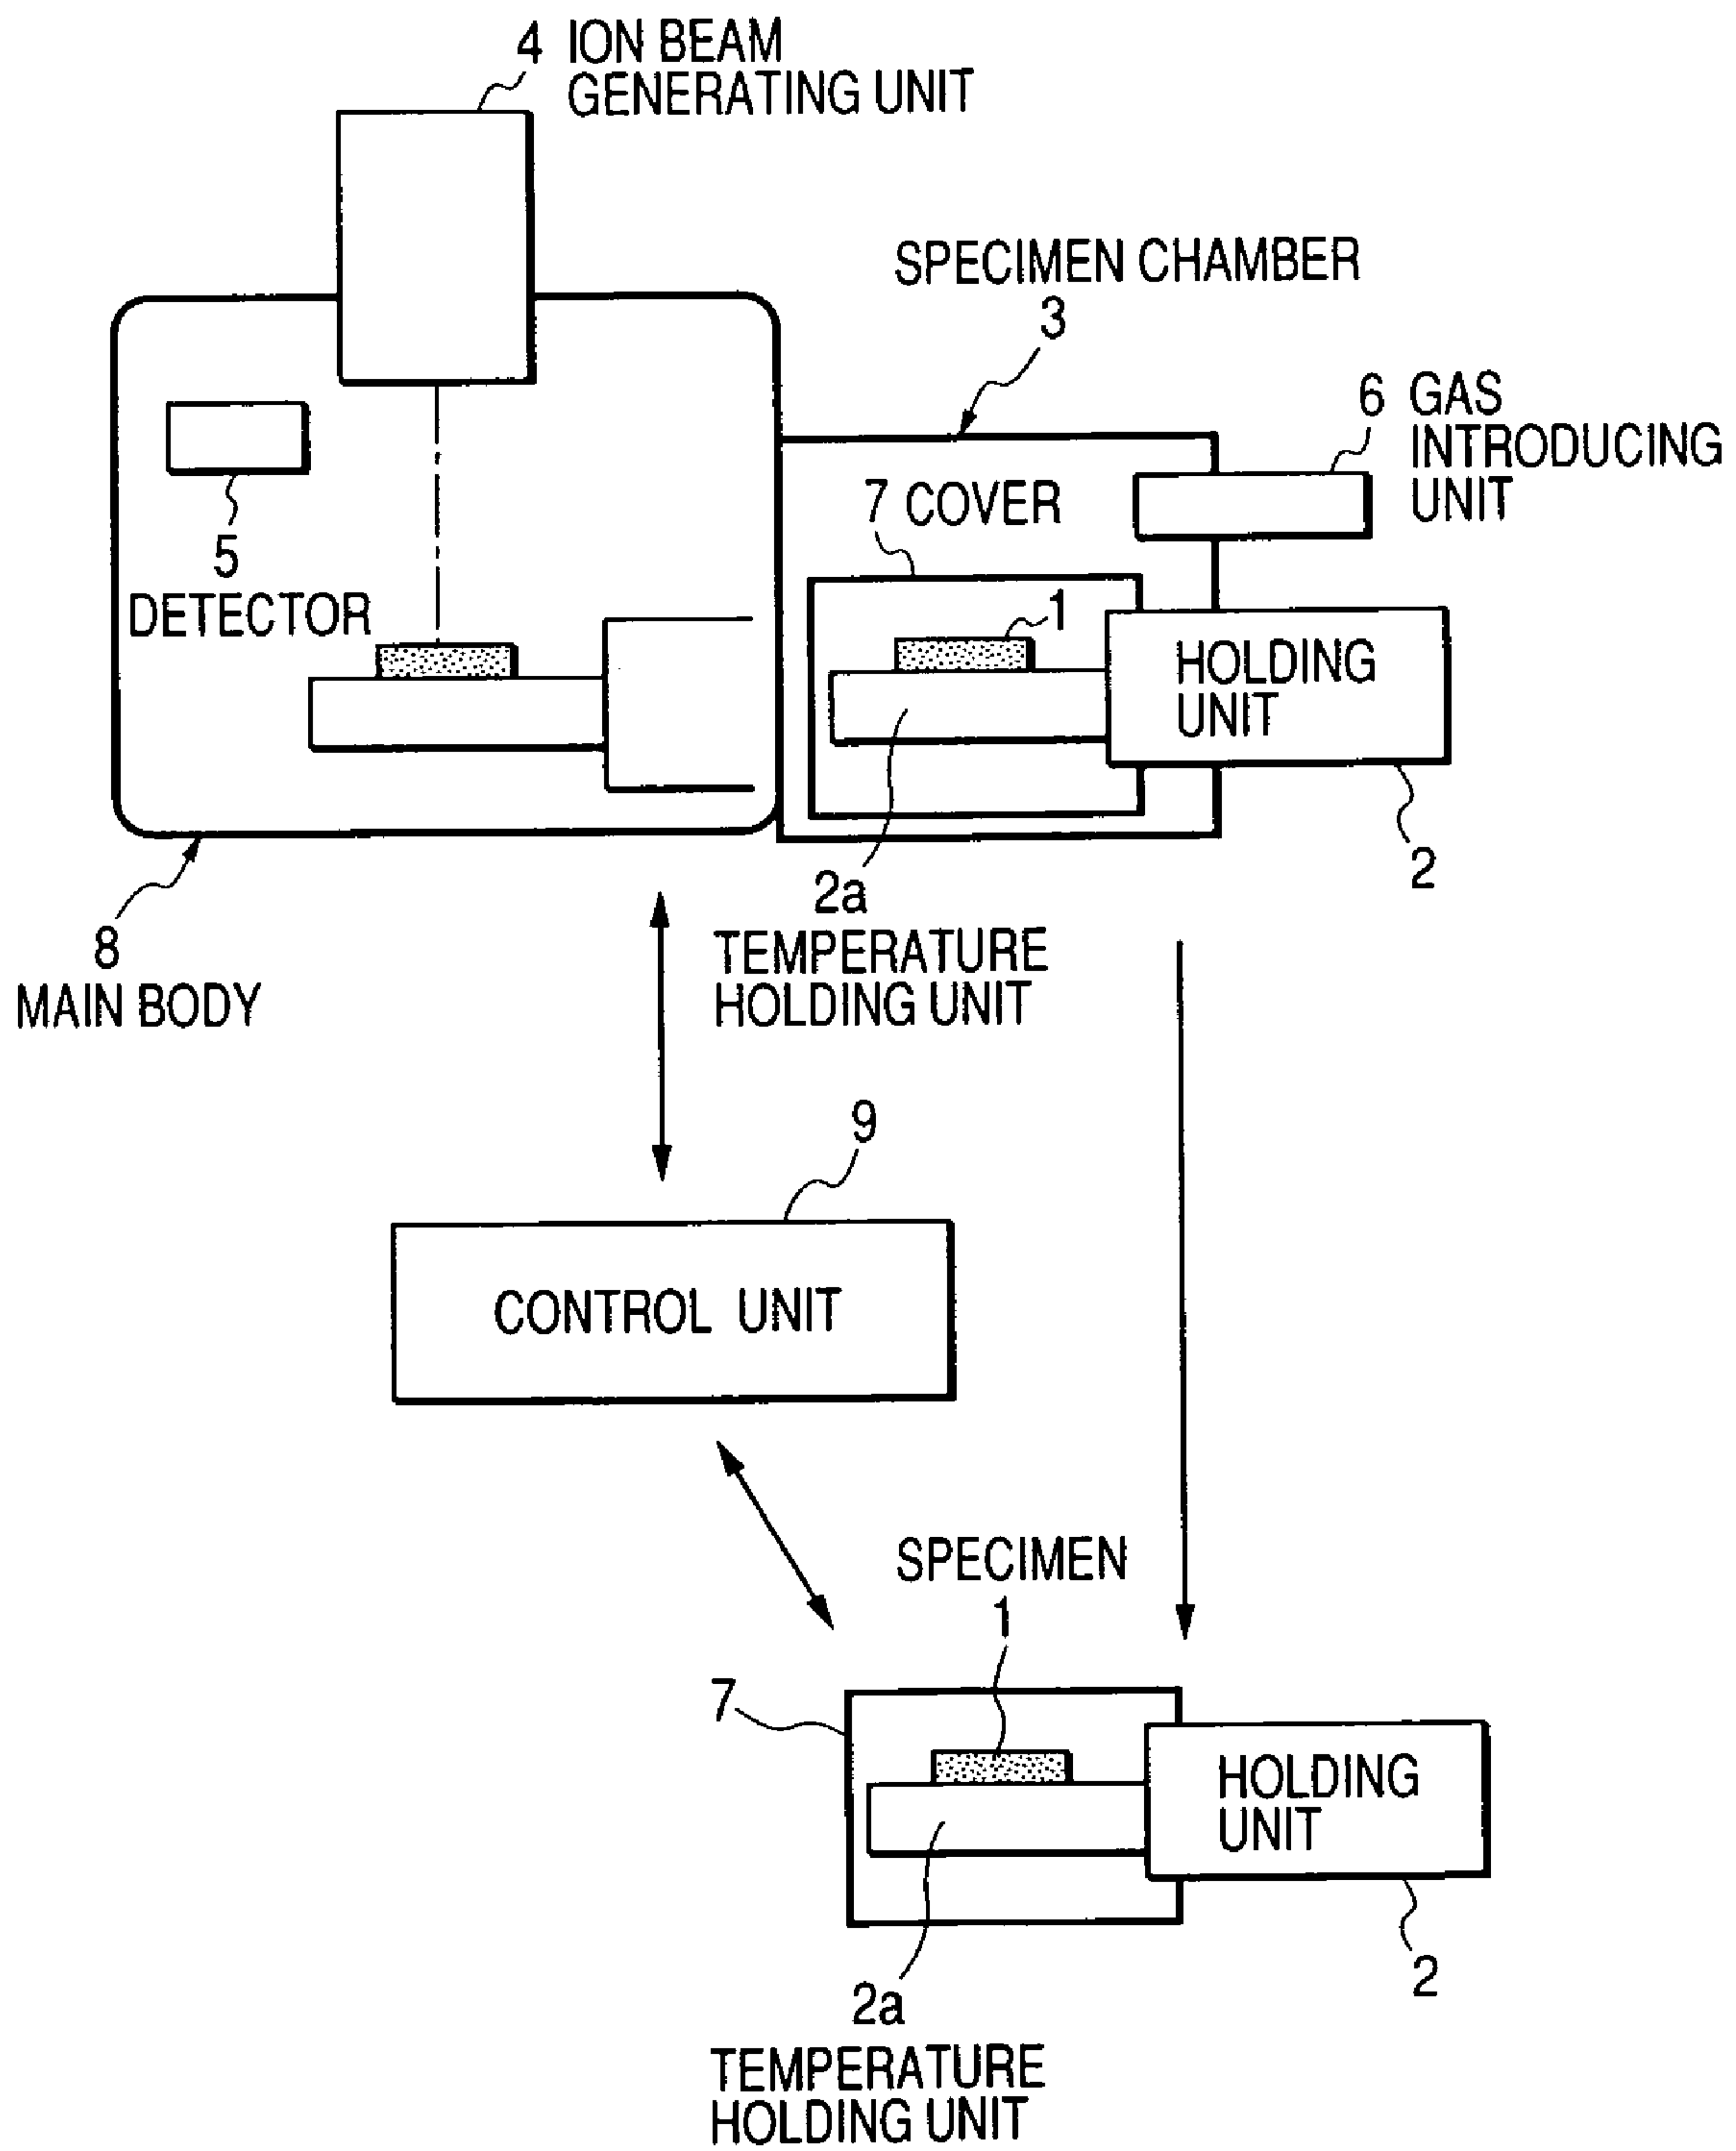 4 ION BEAM
GENERATING UNIT
SPECIMEN CHAMBER
3
6 GAS
INTRODUCING
UNIT
7 COVER
5
DETECTOR
1
HOLDING
UNIT
2
2a
TEMPERATURE
HOLDING UNIT
8
MAIN BODY
9
CONTROL UNIT
SPECIMEN
1
7
HOLDING
UNIT
2
2a
TEMPERATURE
HOLDING UNIT